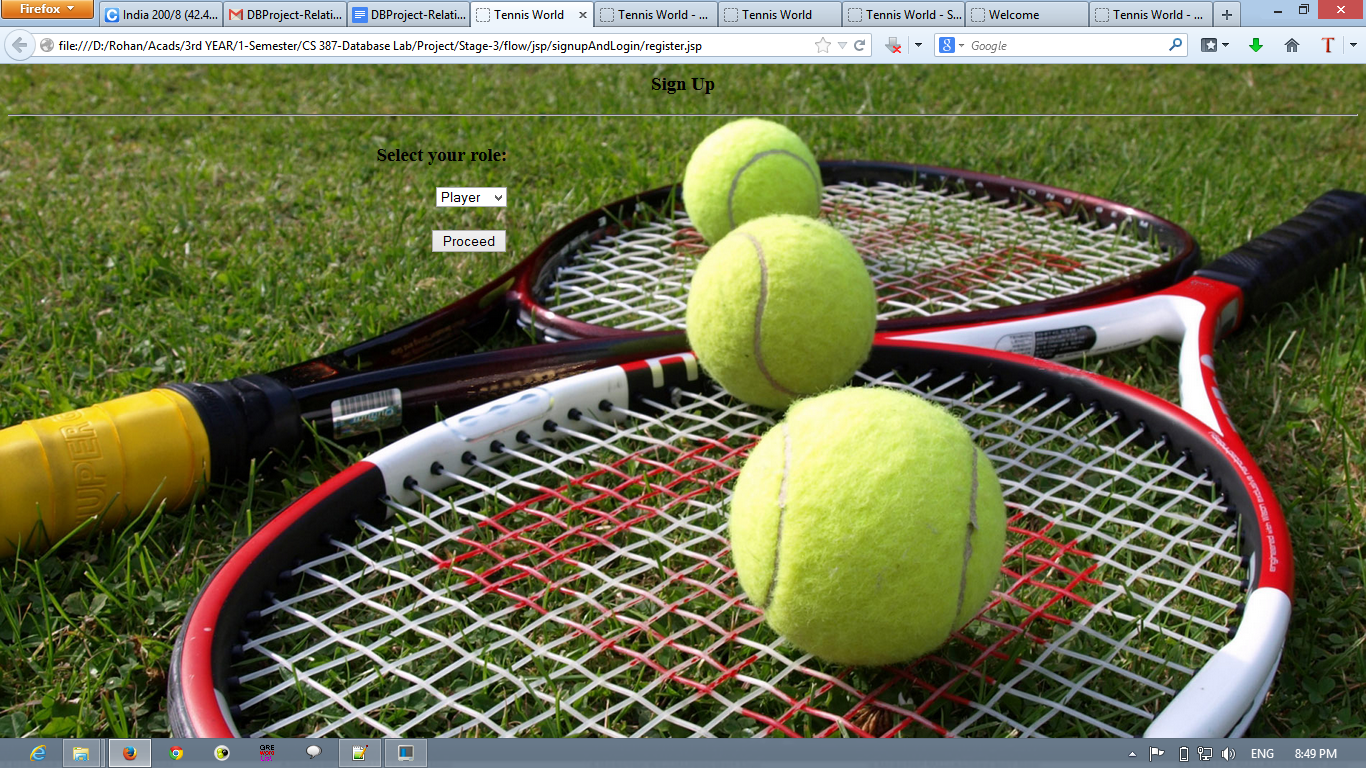 Firefox
India 200/8 (42.4...
DBProject-Relati...
DBProject-Relati...
Tennis World
Tennis World - ...
Tennis World
Tennis World - S...
Welcome
Tennis World - ...
file:///D:/Rohan/Acads/3rd YEAR/1-Semester/CS 387-Database Lab/Project/Stage-3/flow/jsp/signupAndLogin/register.jsp
Google
Sign Up
Select your role:
Player
Proceed
ENG
8:49 PM